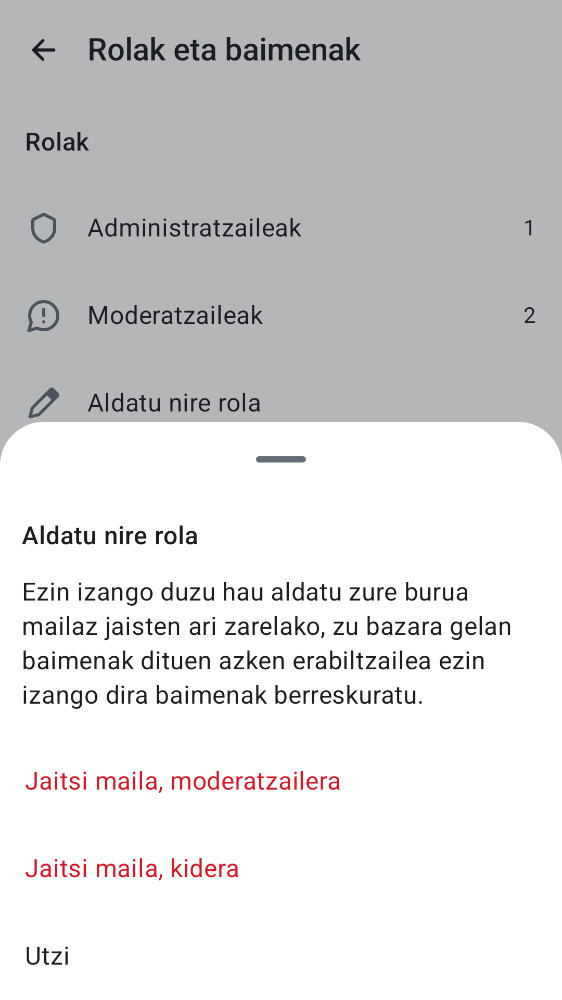 Rolak eta baimenak
Rolak
Administratzaileak 1
Moderatzaileak 2
Aldatu nire rola
Aldatu nire rola
Ezin izango duzu hau aldatu zure burua
mailaz jaisten ari zarelako, zu bazara gelan
baimenak dituen azken erabiltzailea ezin
izango dira baimenak berreskuratu.
Jaitsi maila, moderatzailera
Jaitsi maila, kidera
Utzi